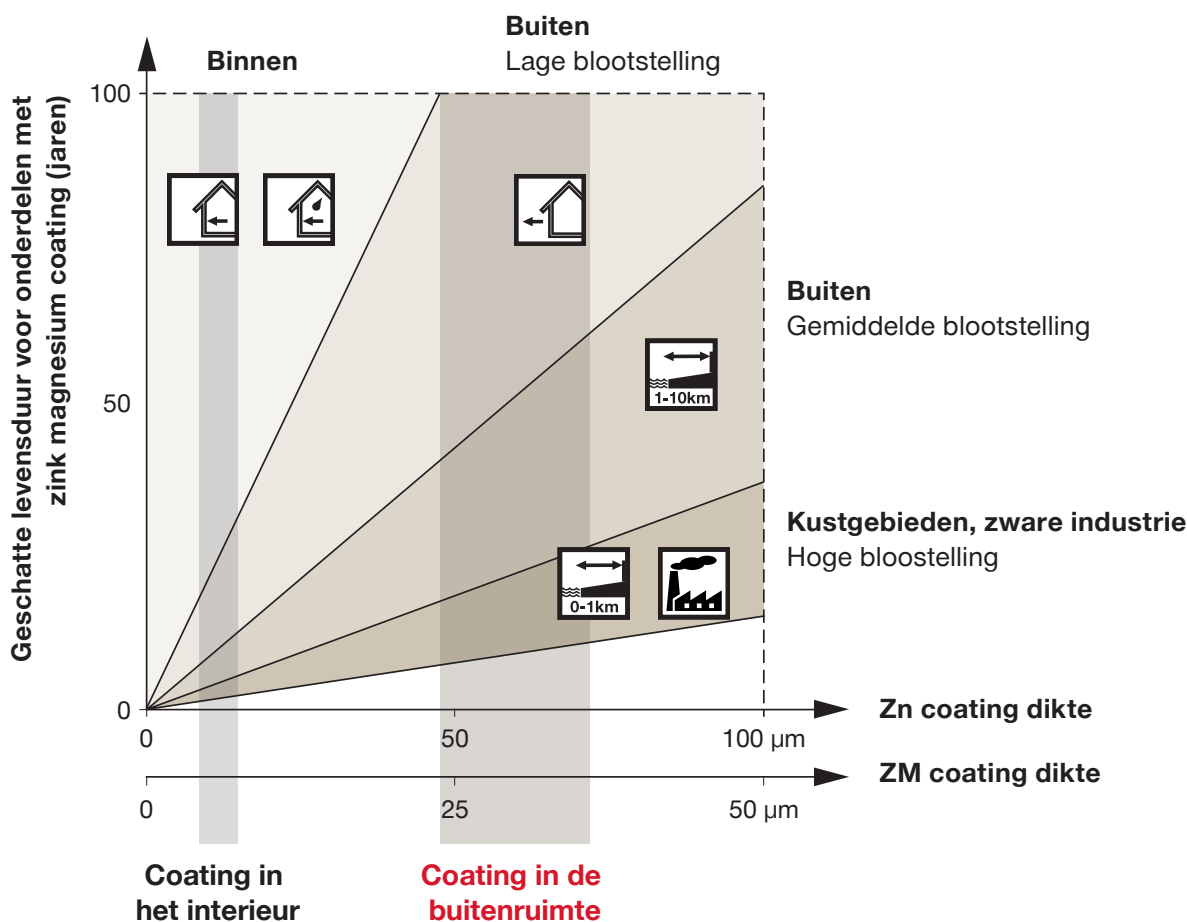 Buiten
Lage blootstelling
Binnen
Geschatte levensduur voor onderdelen met
zink magnesium coating (jaren)
100
50
0
Buiten
Gemiddelde blootstelling
1-10km
Kustgebieden, zware industrie
Hoge bloostelling
0-1km
Zn coating dikte
0
50
100 µm
ZM coating dikte
0
25
50 µm
Coating in
het interieur
Coating in de
buitenruimte